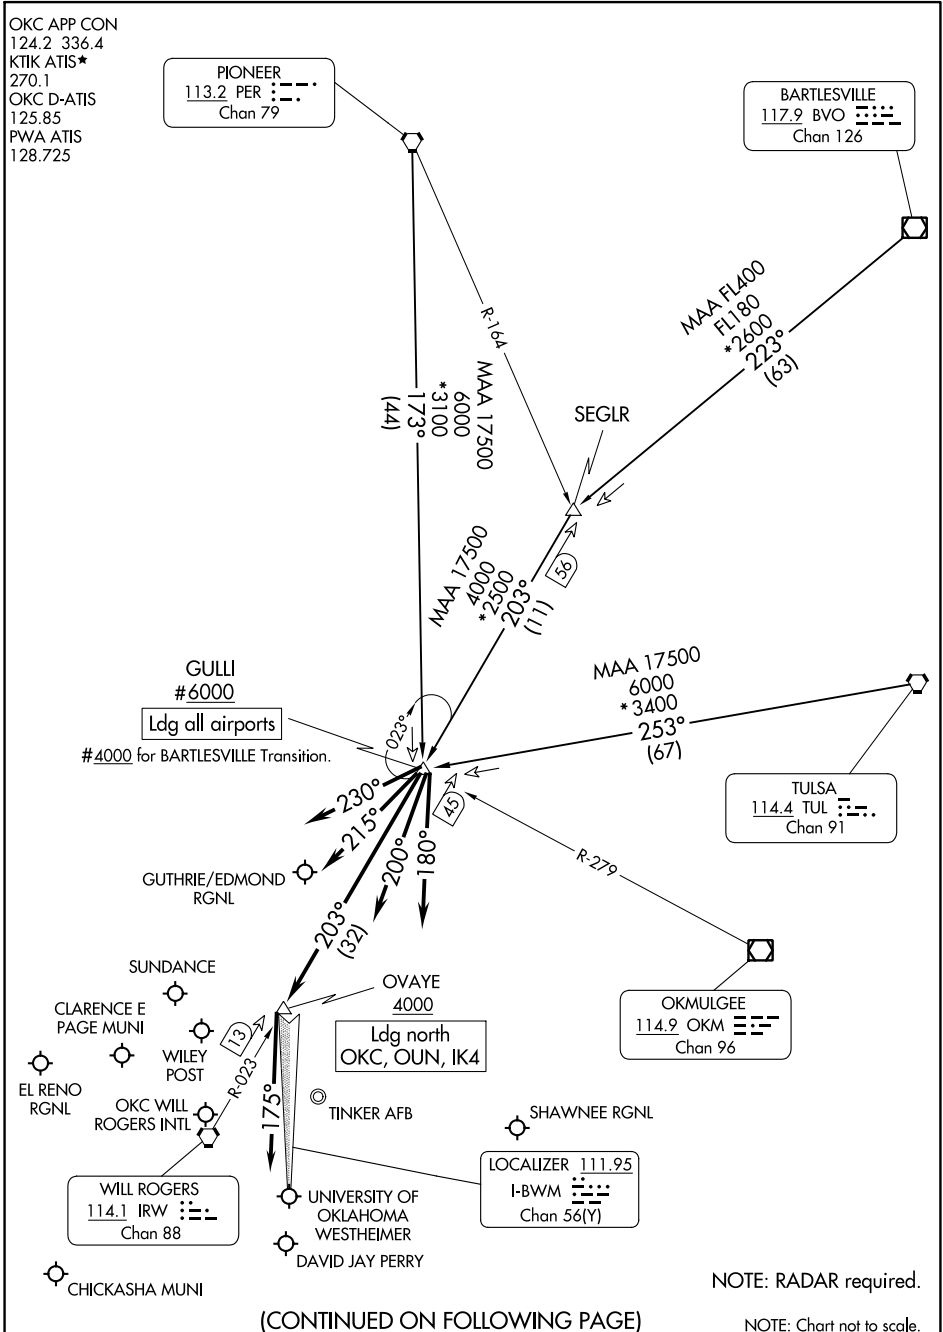 OKC APP CON
124.2 336.4
KTIK ATIS★
270.1
OKC D-ATIS
125.85
PWA ATIS
128.725
PIONEER
113.2 PER
Chan 79
BARTLESVILLE
117.9 BVO
Chan 126
MAA FL400
FL180
*2600
223°
(63)
R-164
MAA 17500
6000
*3100
173°
(44)
SEGLR
56
MAA 17500
4000
*2500
203°
(11)
GULLI
#6000
Ldg all airports
#4000 for BARTLESVILLE Transition.
023°
MAA 17500
6000
*3400
253°
(67)
TULSA
114.4 TUL
Chan 91
45
230°
215°
200°
180°
R-279
GUTHRIE/EDMOND
RGNL
203°
(32)
SUNDANCE
CLARENCE E
PAGE MUNI
WILEY
POST
EL RENO
RGNL
OKC WILL
ROGERS INTL
13
R-023
OVAYE
4000
Ldg north
OKC, OUN, IK4
OKMULGEE
114.9 OKM
Chan 96
175°
TINKER AFB
SHAWNEE RGNL
WILL ROGERS
114.1 IRW
Chan 88
LOCALIZER 111.95
I-BWM
Chan 56(Y)
UNIVERSITY OF
OKLAHOMA
WESTHEIMER
DAVID JAY PERRY
CHICKASHA MUNI
NOTE: RADAR required.
(CONTINUED ON FOLLOWING PAGE)
NOTE: Chart not to scale.